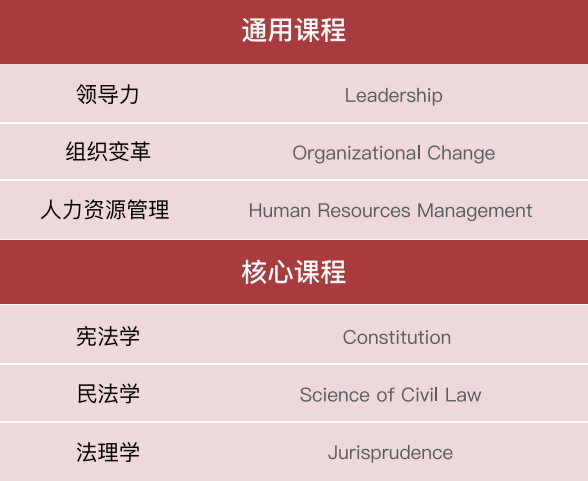 通用课程
领导力 Leadership
组织变革 Organizational Change
人力资源管理 Human Resources Management
核心课程
宪法学 Constitution
民法学 Science of Civil Law
法理学 Jurisprudence